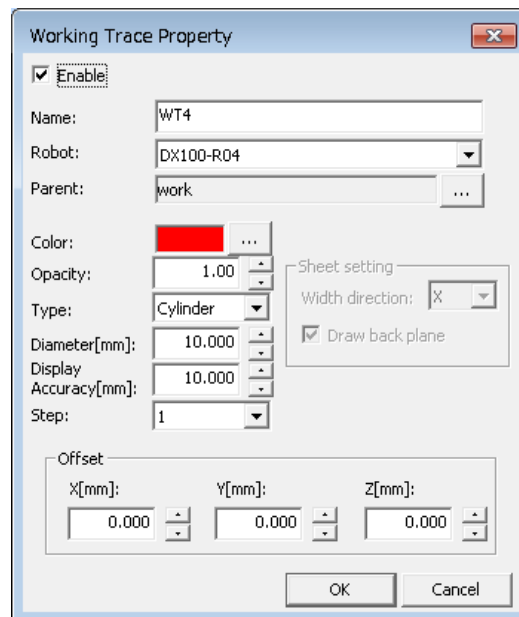 Working Trace Property
Enable
Name: WT4
Robot: DX100-R04
Parent: work ...
Color: ...
Opacity: 1.00
Type: Cylinder
Diameter[mm]: 10.000
Display
Accuracy[mm]: 10.000
Step: 1
Sheet setting
Width direction: X
Draw back plane
Offset
X[mm]: Y[mm]: Z[mm]:
0.000 0.000 0.000
OK Cancel